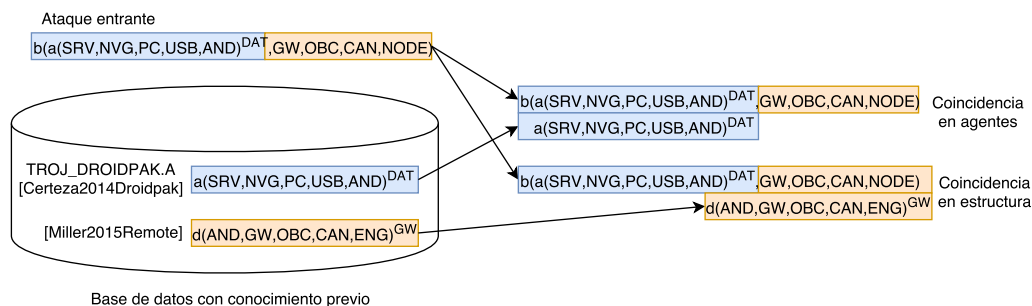 Ataque entrante
b(a(SRV,NVG,PC,USB,AND)^DAT,GW,OBC,CAN,NODE)
b(a(SRV,NVG,PC,USB,AND)^DAT,GW,OBC,CAN,NODE)
a(SRV,NVG,PC,USB,AND)^DAT
Coincidencia
en agentes
TROJ_DROIDPAK.A
[Certeza2014Droidpak]
a(SRV,NVG,PC,USB,AND)^DAT
b(a(SRV,NVG,PC,USB,AND)^DAT,GW,OBC,CAN,NODE)
d(AND,GW,OBC,CAN,ENG)^GW
Coincidencia
en estructura
[Miller2015Remote]
d(AND,GW,OBC,CAN,ENG)^GW
Base de datos con conocimiento previo